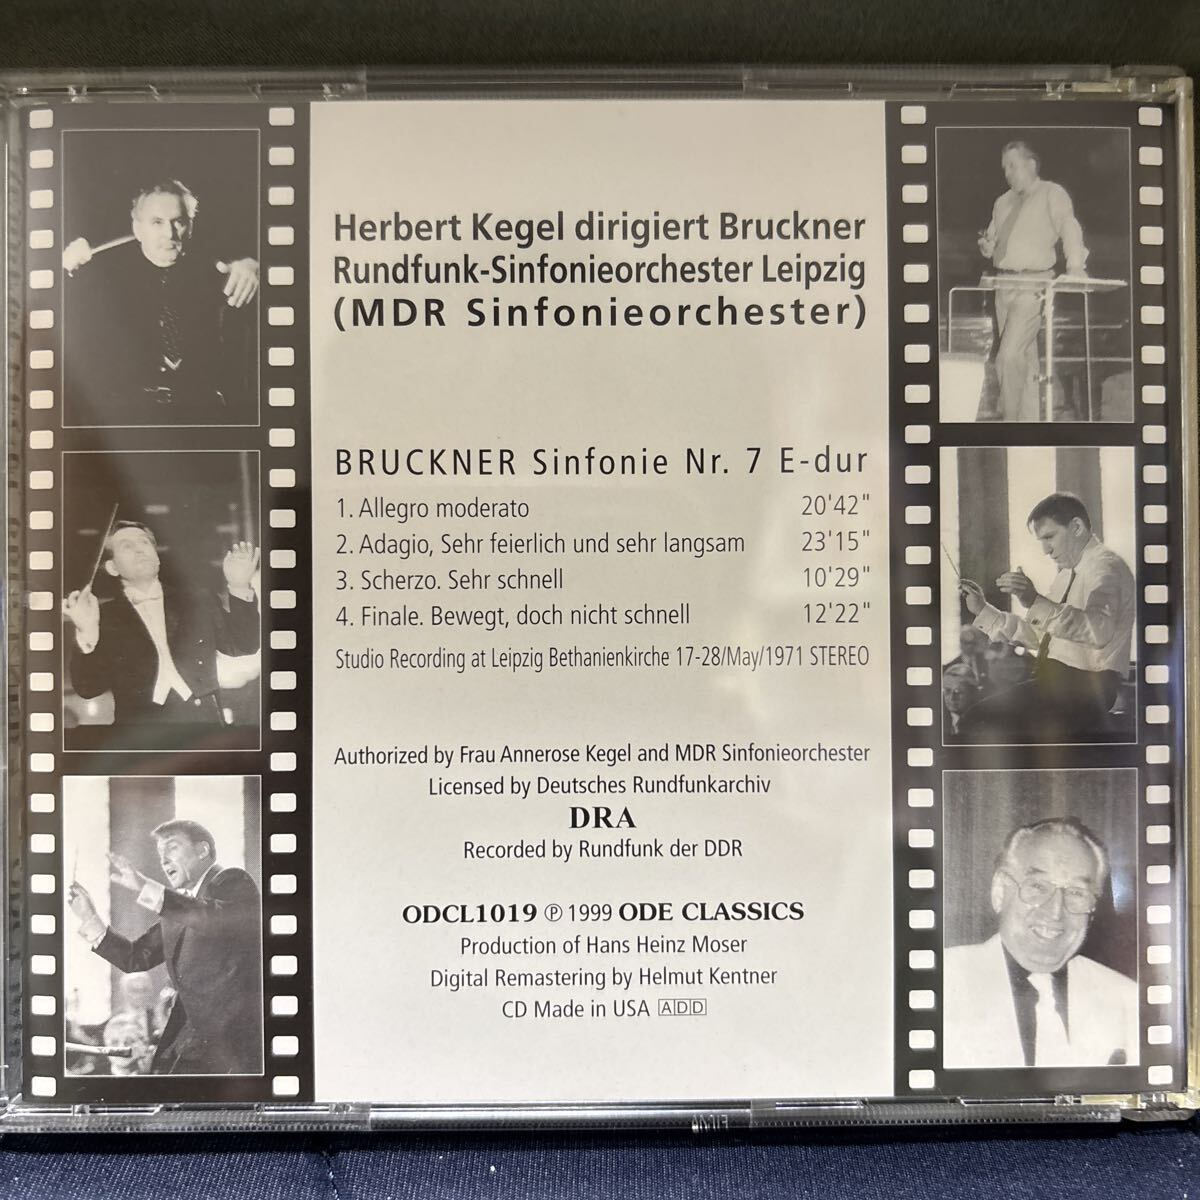 Herbert Kegel dirigiert Bruckner
Rundfunk-Sinfonieorchester Leipzig
(MDR Sinfonieorchester)
BRUCKNER Sinfonie Nr. 7 E-dur
1. Allegro moderato 20'42"
2. Adagio, Sehr feierlich und sehr langsam 23'15"
3. Scherzo. Sehr schnell 10'29"
4. Finale. Bewegt, doch nicht schnell 12'22"
Studio Recording at Leipzig Bethanienkirche 17-28/May/1971 STEREO
Authorized by Frau Annerose Kegel and MDR Sinfonieorchester
Licensed by Deutsches Rundfunkarchiv
DRA
Recorded by Rundfunk der DDR
ODCL1019 ℗ 1999 ODE CLASSICS
Production of Hans Heinz Moser
Digital Remastering by Helmut Kentner
CD Made in USA ADD